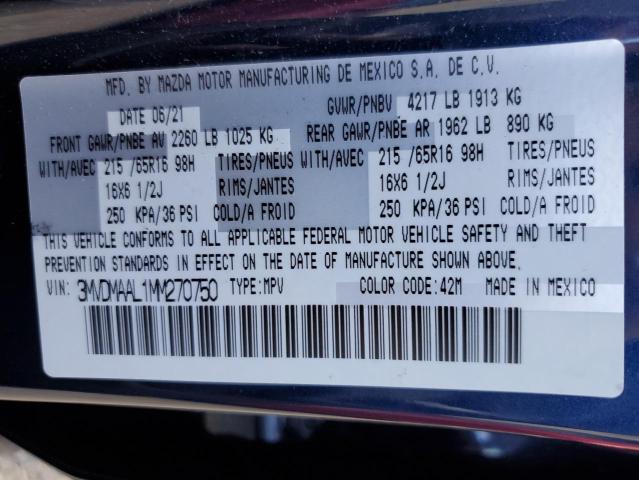 MFD. BY MAZDA MOTOR MANUFACTURING DE MEXICO S.A. DE C.V.
DATE 06/21 GVWR/PNBV 4217 LB 1913 KG
FRONT GAWR/PNBE AV 2260 LB 1025 KG REAR GAWR/PNBE AR 1962 LB 890 KG
WITH/AVEC 215 /65R16 98H TIRES/PNEUS WITH/AVEC 215 /65R16 98H TIRES/PNEUS
16X6 1/2J RIMS/JANTES 16X6 1/2J RIMS/JANTES
250 KPA/36 PSI COLD/A FROID 250 KPA/36 PSI COLD/A FROID
THIS VEHICLE CONFORMS TO ALL APPLICABLE FEDERAL MOTOR VEHICLE SAFETY AND THEFT
PREVENTION STANDARDS IN EFFECT ON THE DATE OF MANUFACTURE SHOWN ABOVE.
VIN: 3MVDMAAL1MM270750 TYPE:MPV COLOR CODE:42M MADE IN MEXICO